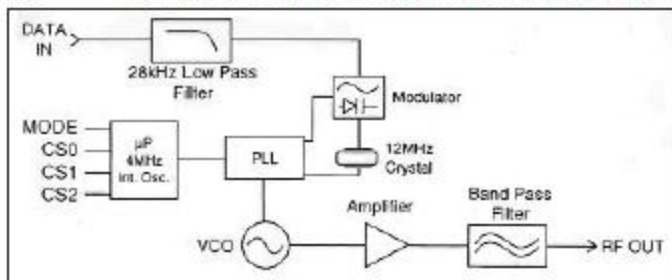 DATA
IN
28kHz Low Pass
Filter
Modulator
MODE
CS0
CS1
CS2
µP
4MHz
Int. Osc.
PLL
12MHz
Crystal
VCO
Amplifier
Band Pass
Filter
RF OUT